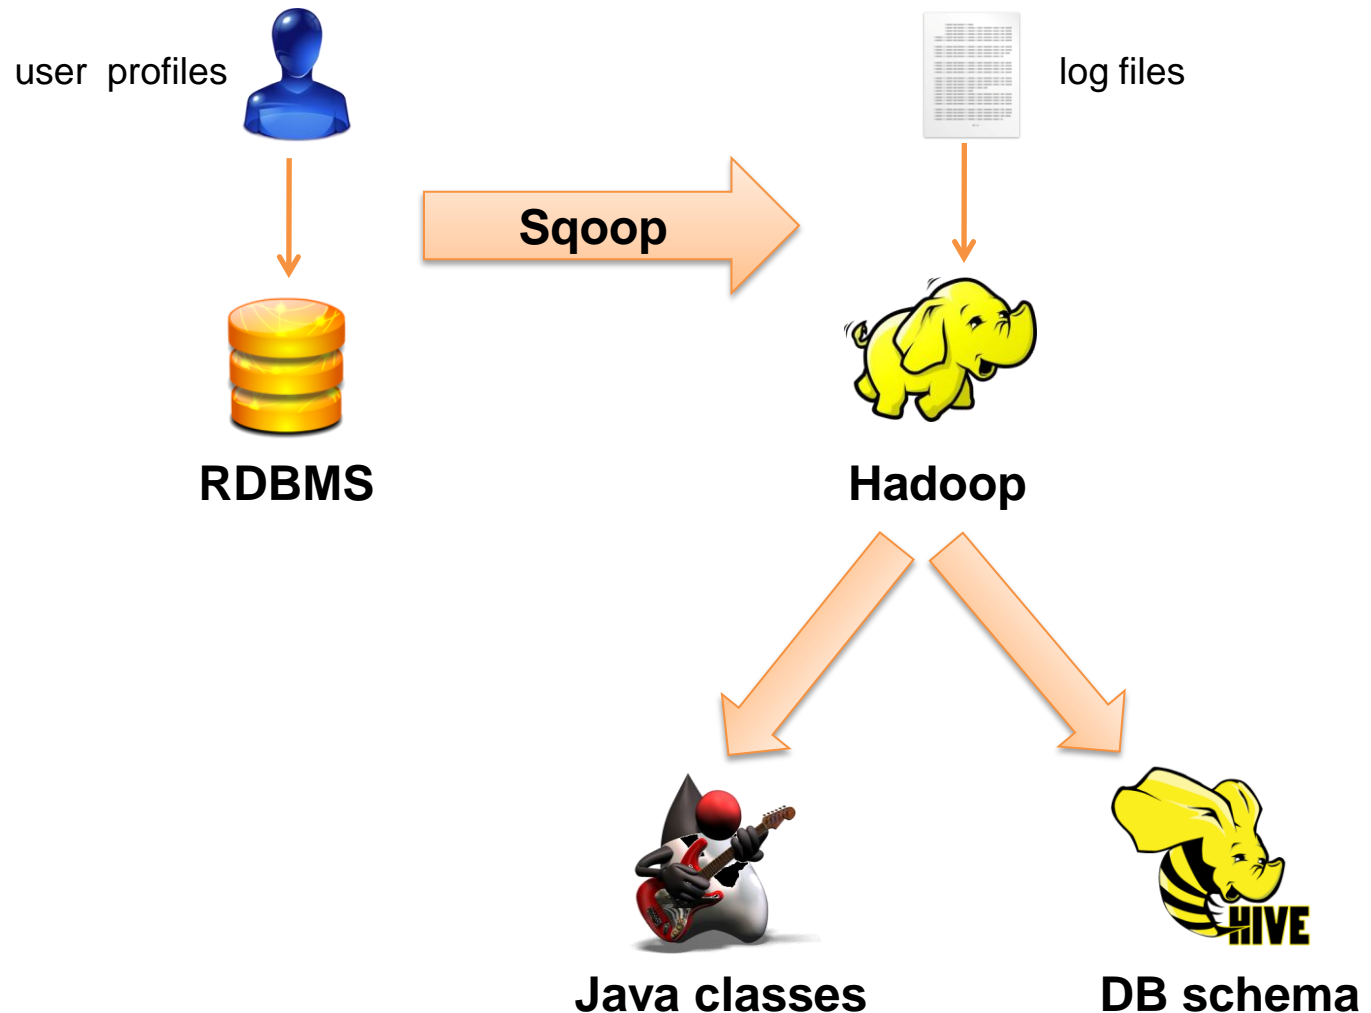 user profiles
log files
Sqoop
RDBMS
Hadoop
HIVE
Java classes
DB schema